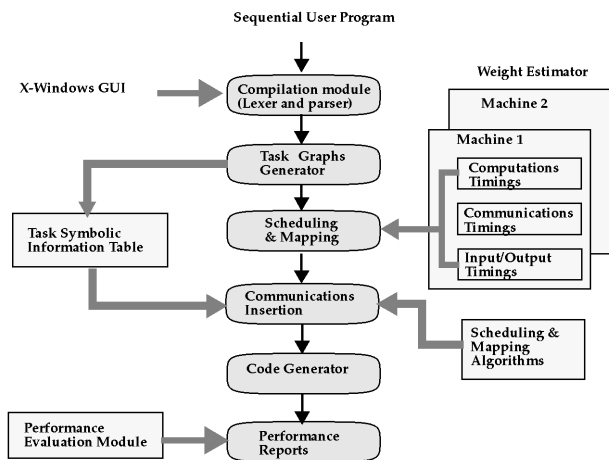 Sequential User Program
X-Windows GUI
Compilation module
(Lexer and parser)
Weight Estimator
Machine 2
Machine 1
Computations
Timings
Communications
Timings
Input/Output
Timings
Task Graphs
Generator
Task Symbolic
Information Table
Scheduling
& Mapping
Communications
Insertion
Scheduling &
Mapping
Algorithms
Code Generator
Performance
Evaluation Module
Performance
Reports